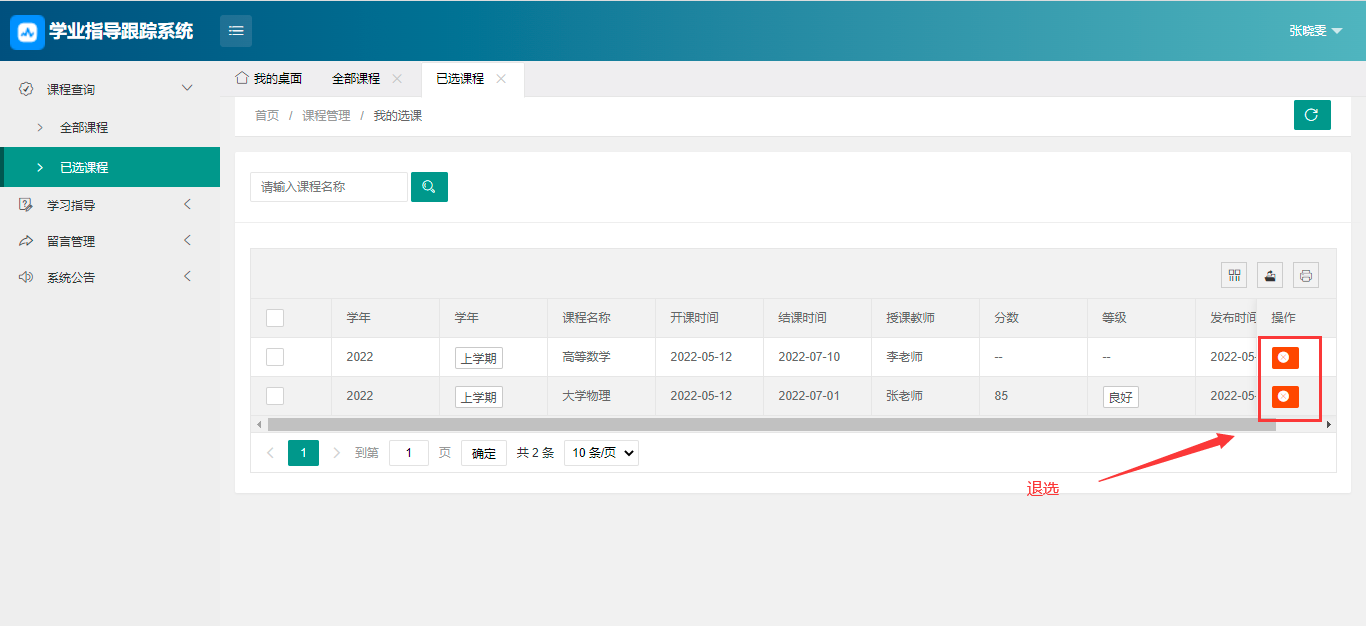 学业指导跟踪系统
张晓雯
课程查询
全部课程
已选课程
学习指导
留言管理
系统公告
我的桌面 全部课程 已选课程
首页 / 课程管理 / 我的选课
请输入课程名称
学年 学年 课程名称 开课时间 结课时间 授课教师 分数 等级 发布时间 操作
2022 上学期 高等数学 2022-05-12 2022-07-10 李老师 -- -- 2022-05-
2022 上学期 大学物理 2022-05-12 2022-07-01 张老师 85 良好 2022-05-
1 到第 1 页 确定 共 2 条 10 条/页
退选